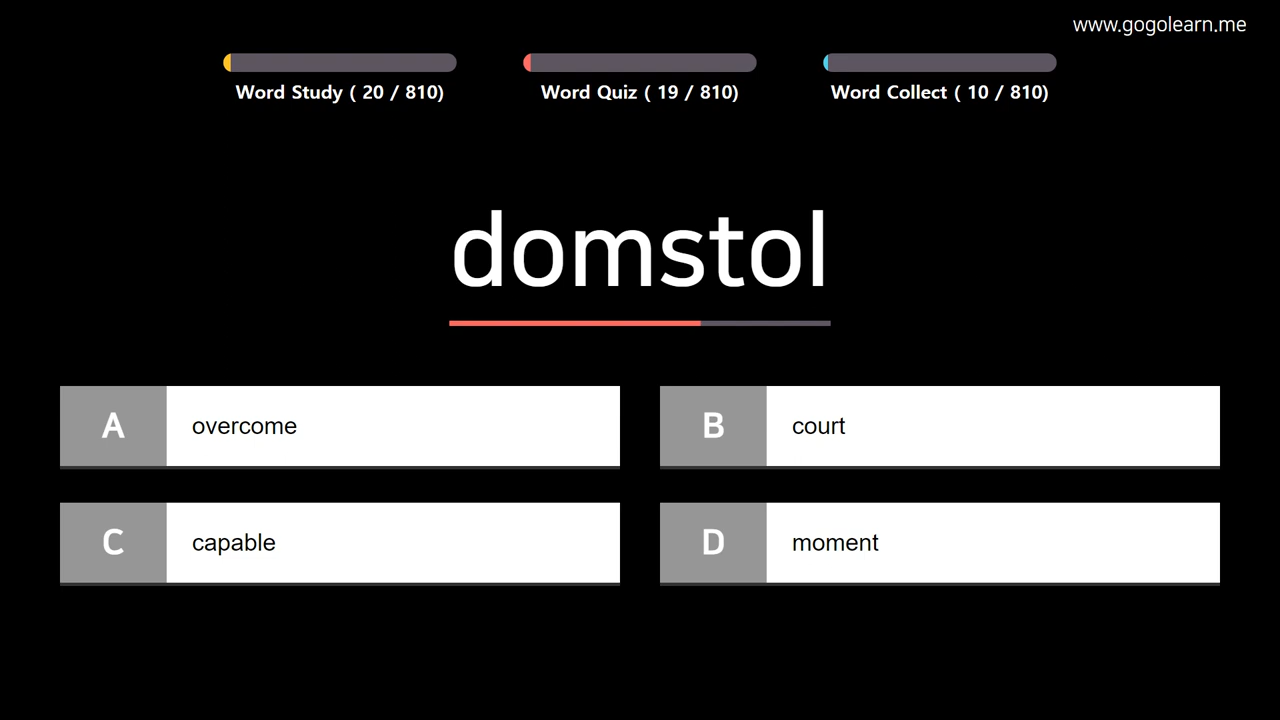 www.gogolearn.me
Word Study ( 20 / 810)
Word Quiz ( 19 / 810)
Word Collect ( 10 / 810)
domstol
A overcome
B court
C capable
D moment